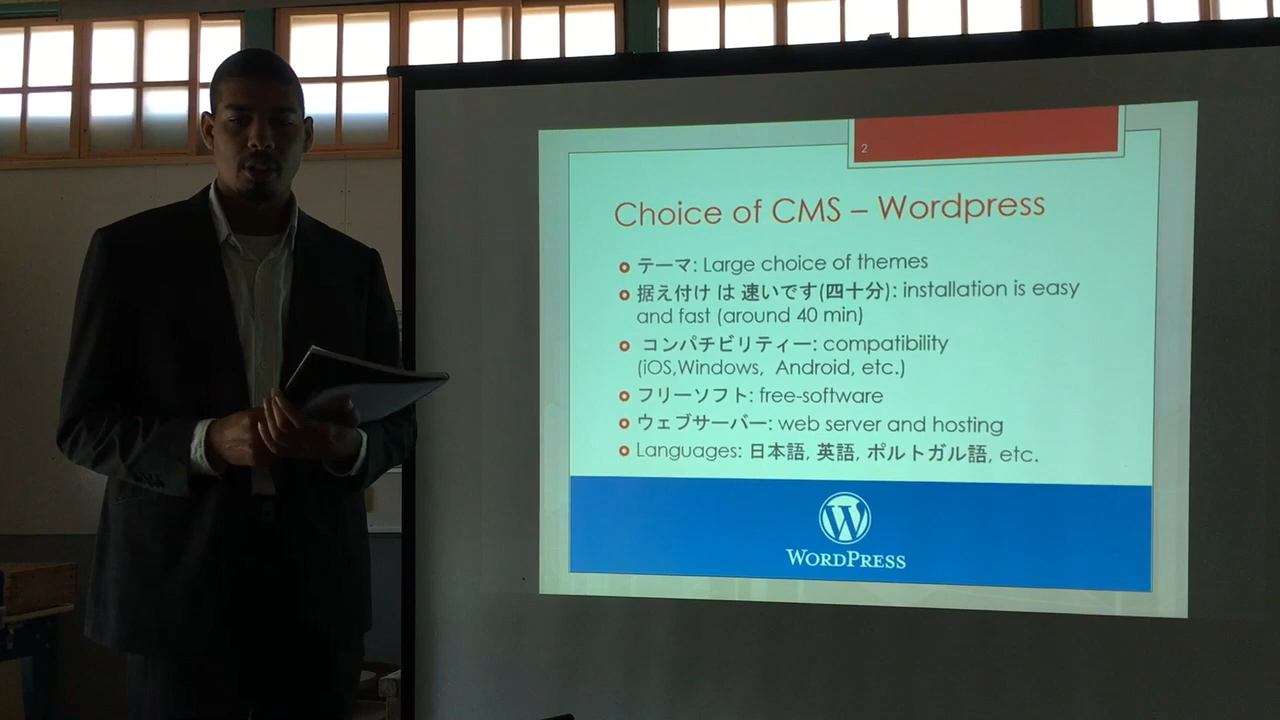 2
Choice of CMS – Wordpress
テーマ: Large choice of themes
据え付け は 速いです(四十分): installation is easy
and fast (around 40 min)
コンパチビリティー: compatibility
(iOS,Windows, Android, etc.)
フリーソフト: free-software
ウェブサーバー: web server and hosting
Languages: 日本語, 英語, ポルトガル語, etc.
W
WORDPRESS